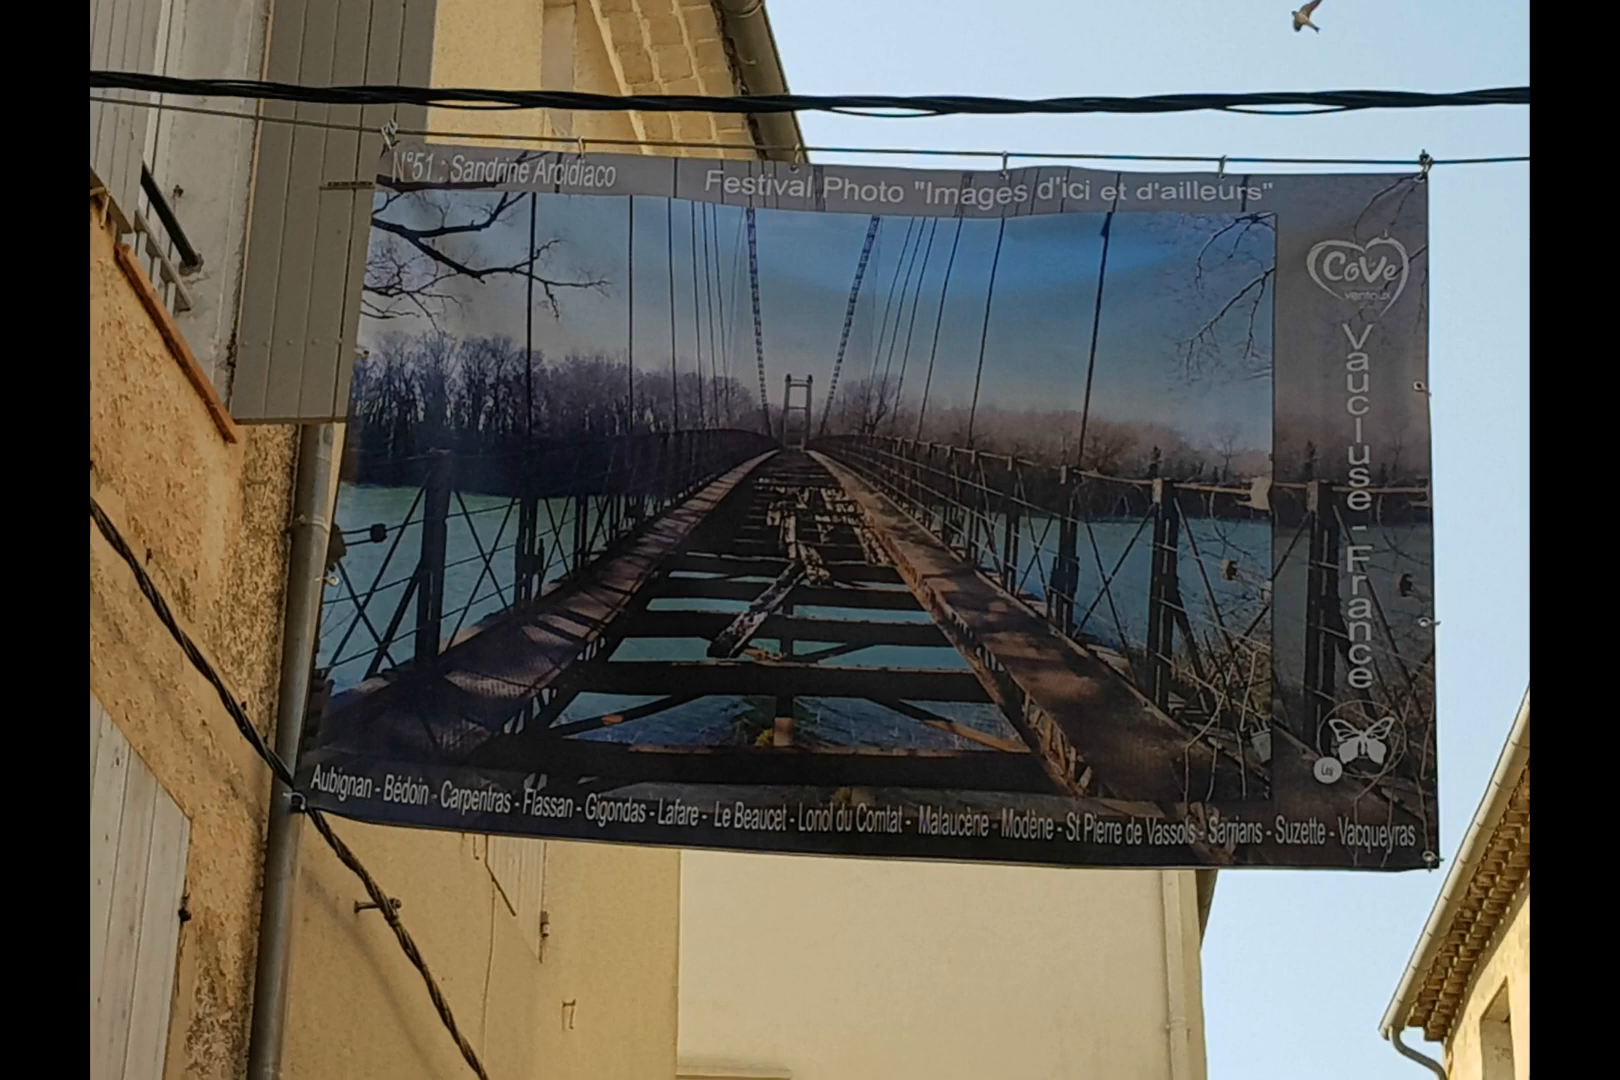 N°51 : Sandrine Arcidiaco
Festival Photo "Images d'ici et d'ailleurs"
CoVe
ventoux
Vaucluse - France
Aubignan - Bédoin - Carpentras - Flassan - Gigondas - Lafare - Le Beaucet - Loriol du Comtat - Malaucène - Modène - St Pierre de Vassols - Sarrians - Suzette - Vacqueyras